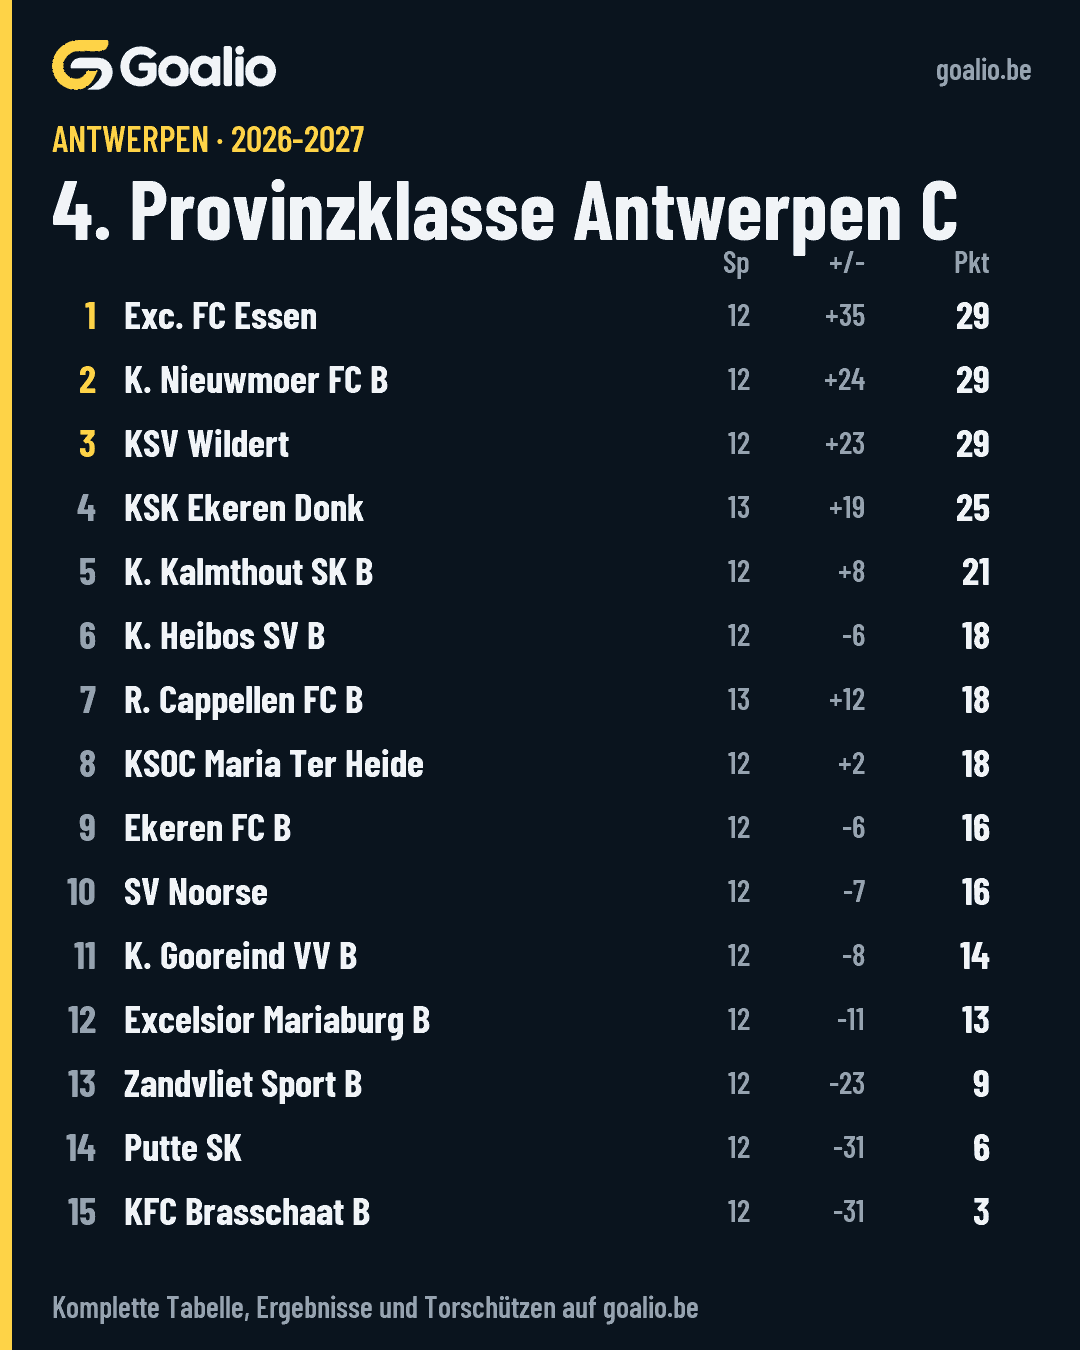 Goalio
goalio.be
ANTWERPEN · 2026-2027
4. Provinzklasse Antwerpen C
Sp +/- Pkt
1 Exc. FC Essen 12 +35 29
2 K. Nieuwmoer FC B 12 +24 29
3 KSV Wildert 12 +23 29
4 KSK Ekeren Donk 13 +19 25
5 K. Kalmthout SK B 12 +8 21
6 K. Heibos SV B 12 -6 18
7 R. Cappellen FC B 13 +12 18
8 KSOC Maria Ter Heide 12 +2 18
9 Ekeren FC B 12 -6 16
10 SV Noorse 12 -7 16
11 K. Gooreind VV B 12 -8 14
12 Excelsior Mariaburg B 12 -11 13
13 Zandvliet Sport B 12 -23 9
14 Putte SK 12 -31 6
15 KFC Brasschaat B 12 -31 3
Komplette Tabelle, Ergebnisse und Torschützen auf goalio.be